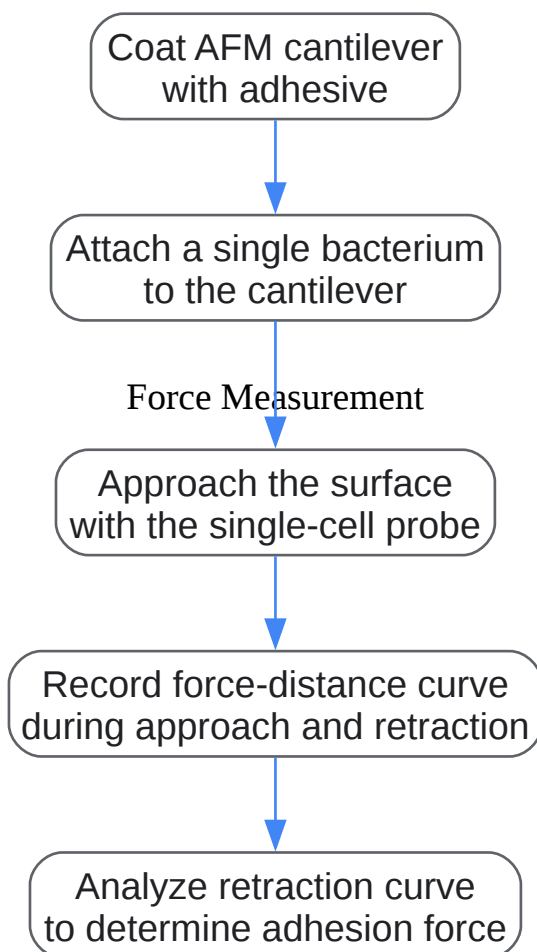 Coat AFM cantilever
with adhesive
Attach a single bacterium
to the cantilever
Force Measurement
Approach the surface
with the single-cell probe
Record force-distance curve
during approach and retraction
Analyze retraction curve
to determine adhesion force